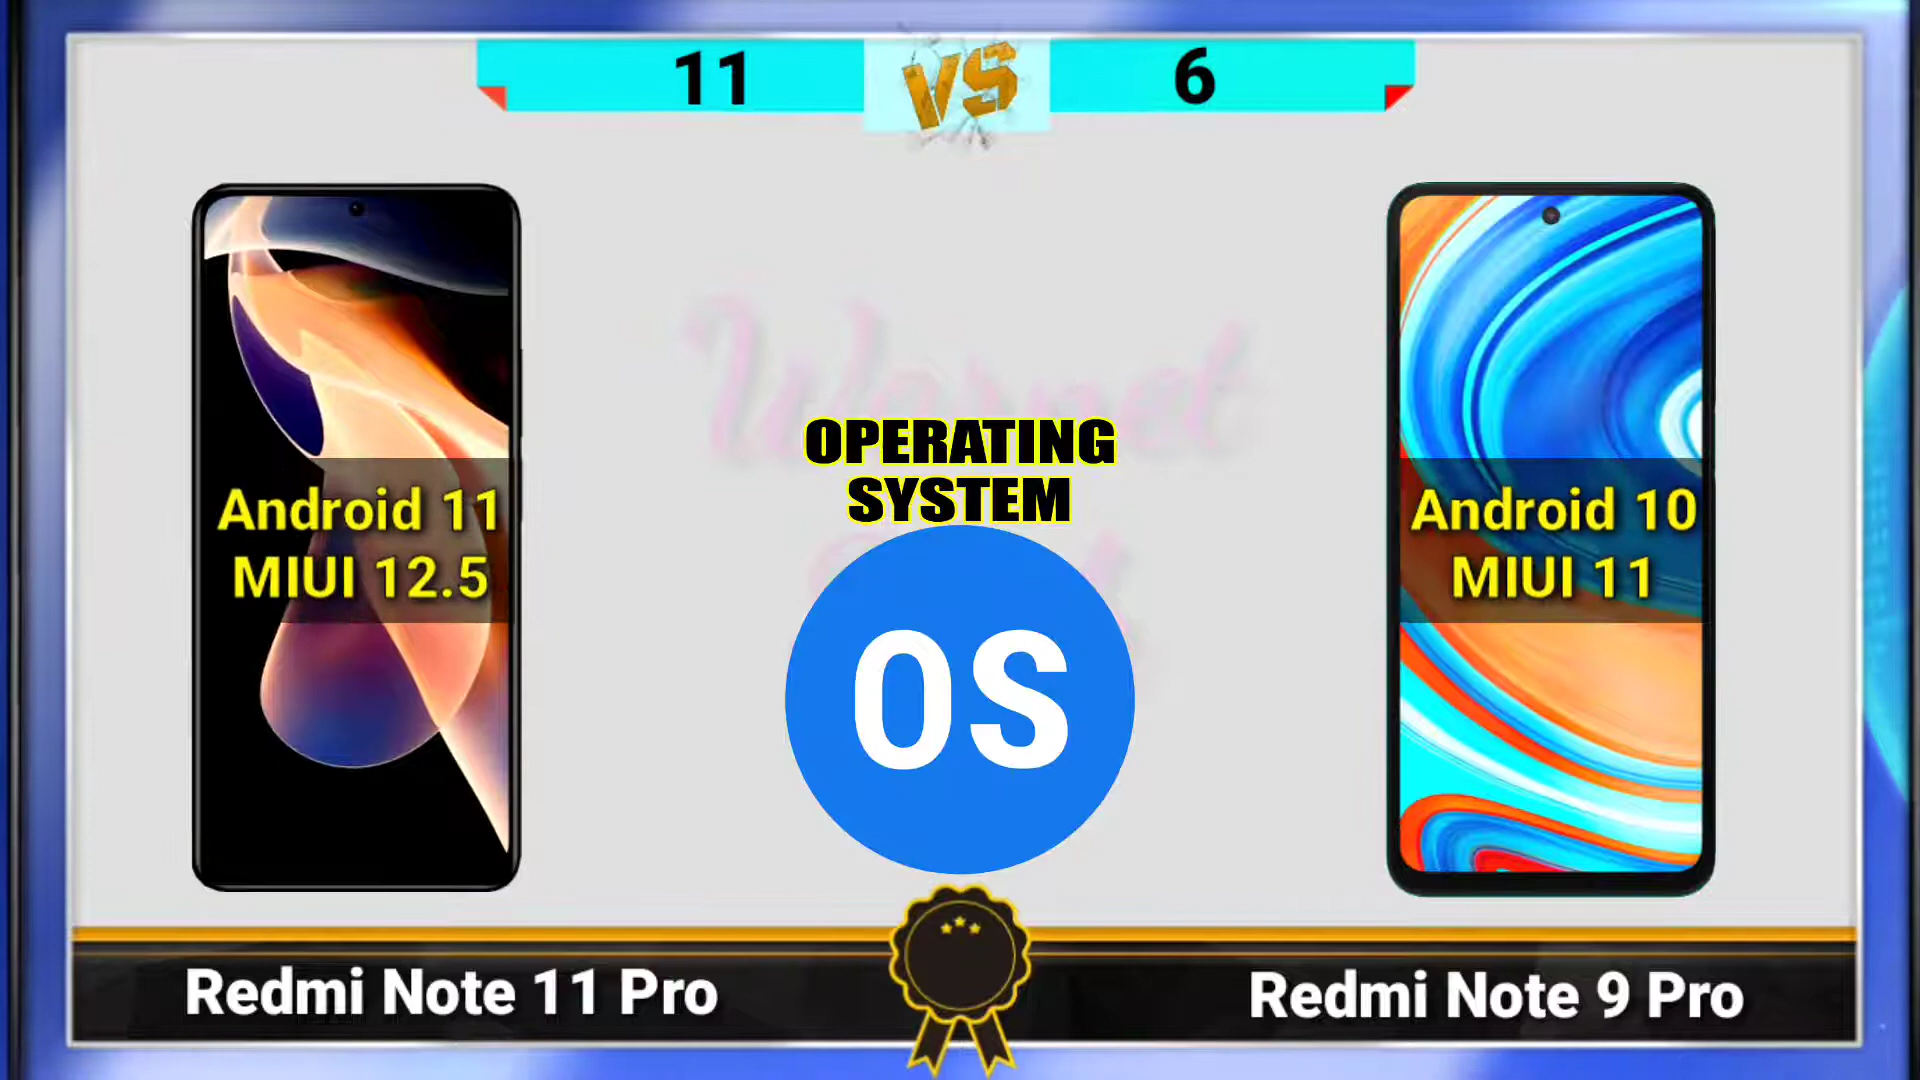 11 VS 6
OPERATING
SYSTEM
Android 11
MIUI 12.5
OS
Android 10
MIUI 11
Redmi Note 11 Pro
Redmi Note 9 Pro